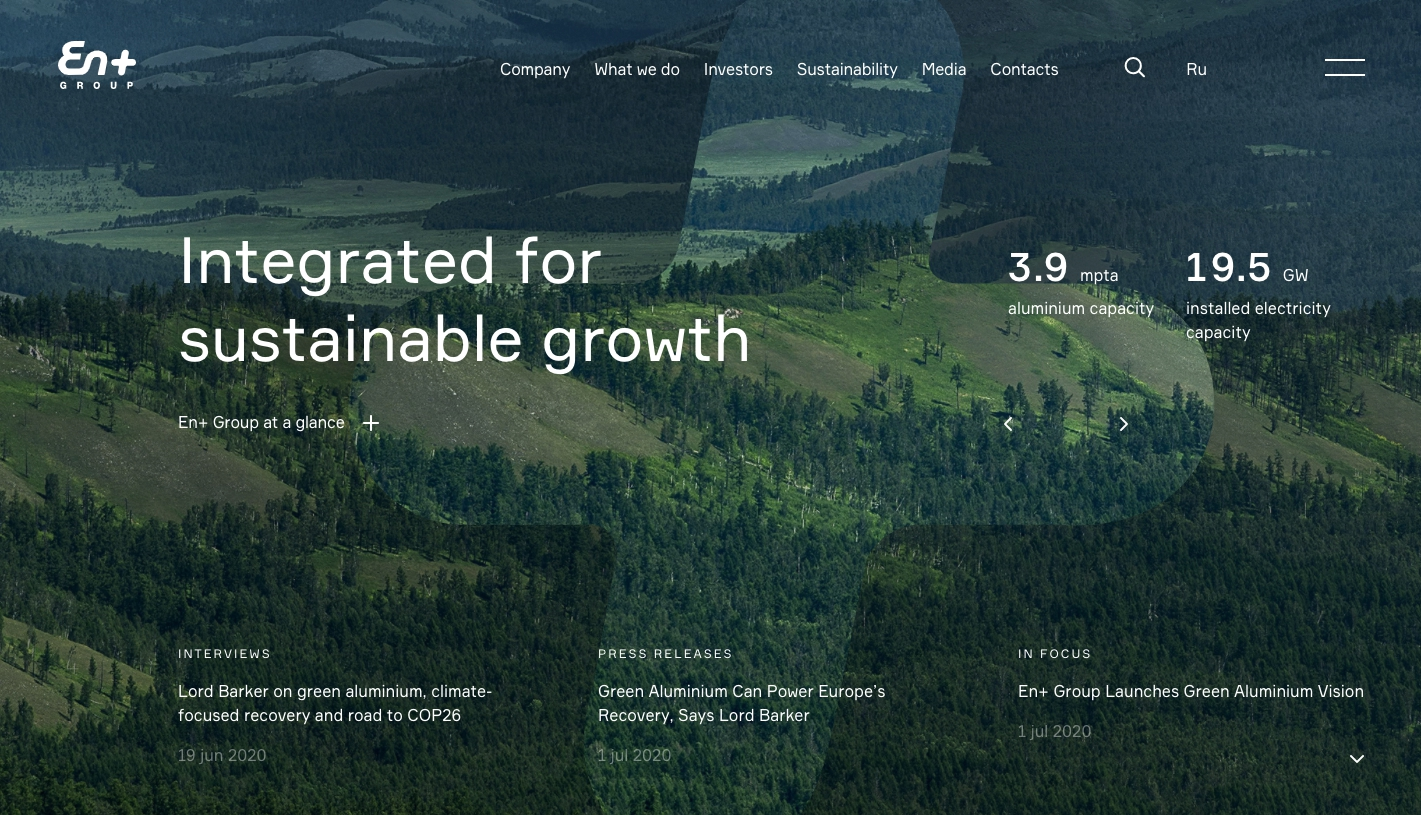 En+
GROUP
Company
What we do
Investors
Sustainability
Media
Contacts
Ru
Integrated for
sustainable growth
En+ Group at a glance
3.9 mpta
aluminium capacity
19.5 GW
installed electricity
capacity
INTERVIEWS
Lord Barker on green aluminium, climate-
focused recovery and road to COP26
19 jun 2020
PRESS RELEASES
Green Aluminium Can Power Europe's
Recovery, Says Lord Barker
1 jul 2020
IN FOCUS
En+ Group Launches Green Aluminium Vision
1 jul 2020